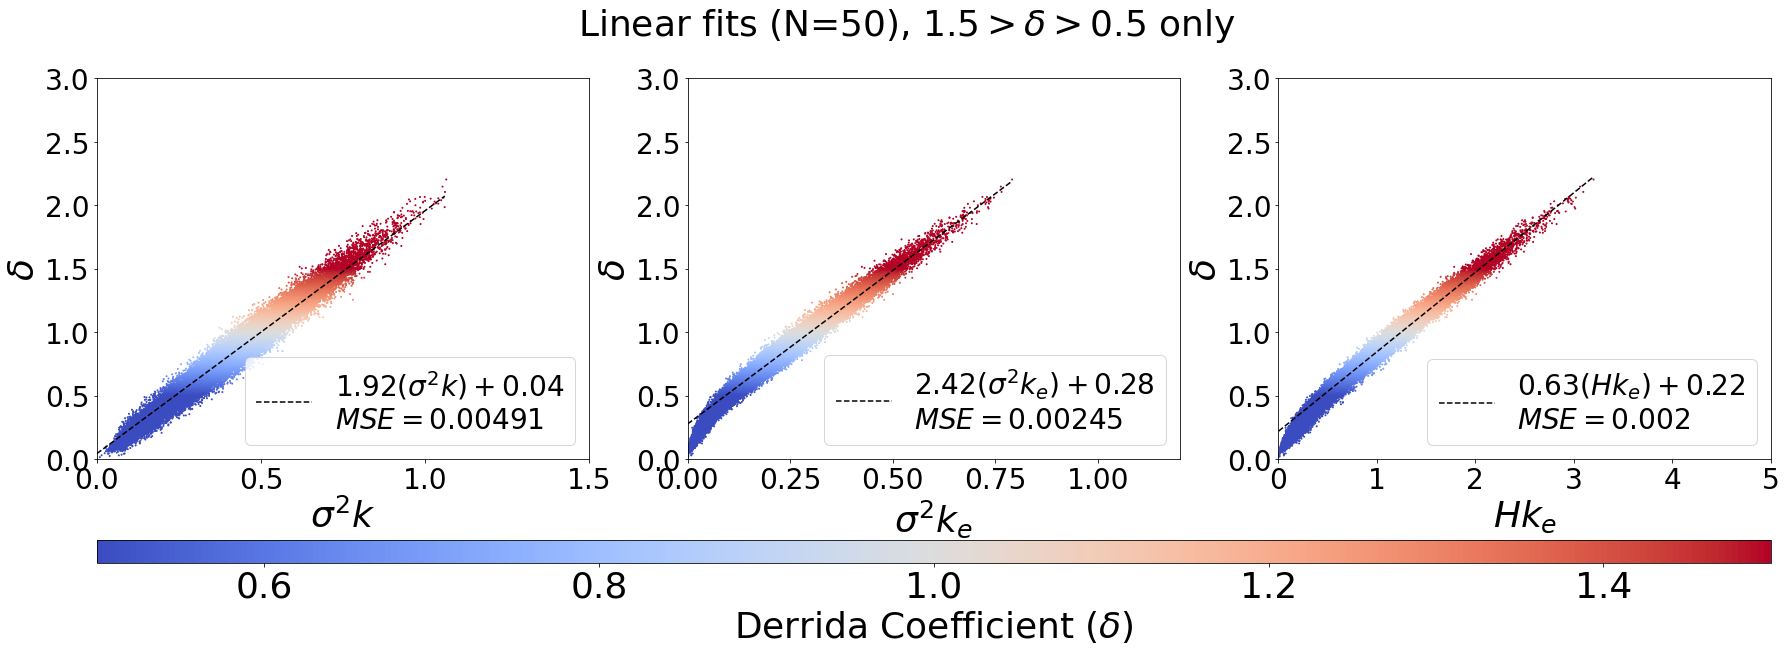 Linear fits (N=50), 1.5 > δ > 0.5 only
3.0
2.5
2.0
1.5
1.0
0.5
0.0
δ
0.0 0.5 1.0 1.5
σ²k
1.92(σ²k) + 0.04
MSE = 0.00491
3.0
2.5
2.0
1.5
1.0
0.5
0.0
δ
0.00 0.25 0.50 0.75 1.00
σ²kₑ
2.42(σ²kₑ) + 0.28
MSE = 0.00245
3.0
2.5
2.0
1.5
1.0
0.5
0.0
δ
0 1 2 3 4 5
Hkₑ
0.63(Hkₑ) + 0.22
MSE = 0.002
0.6 0.8 1.0 1.2 1.4
Derrida Coefficient (δ)